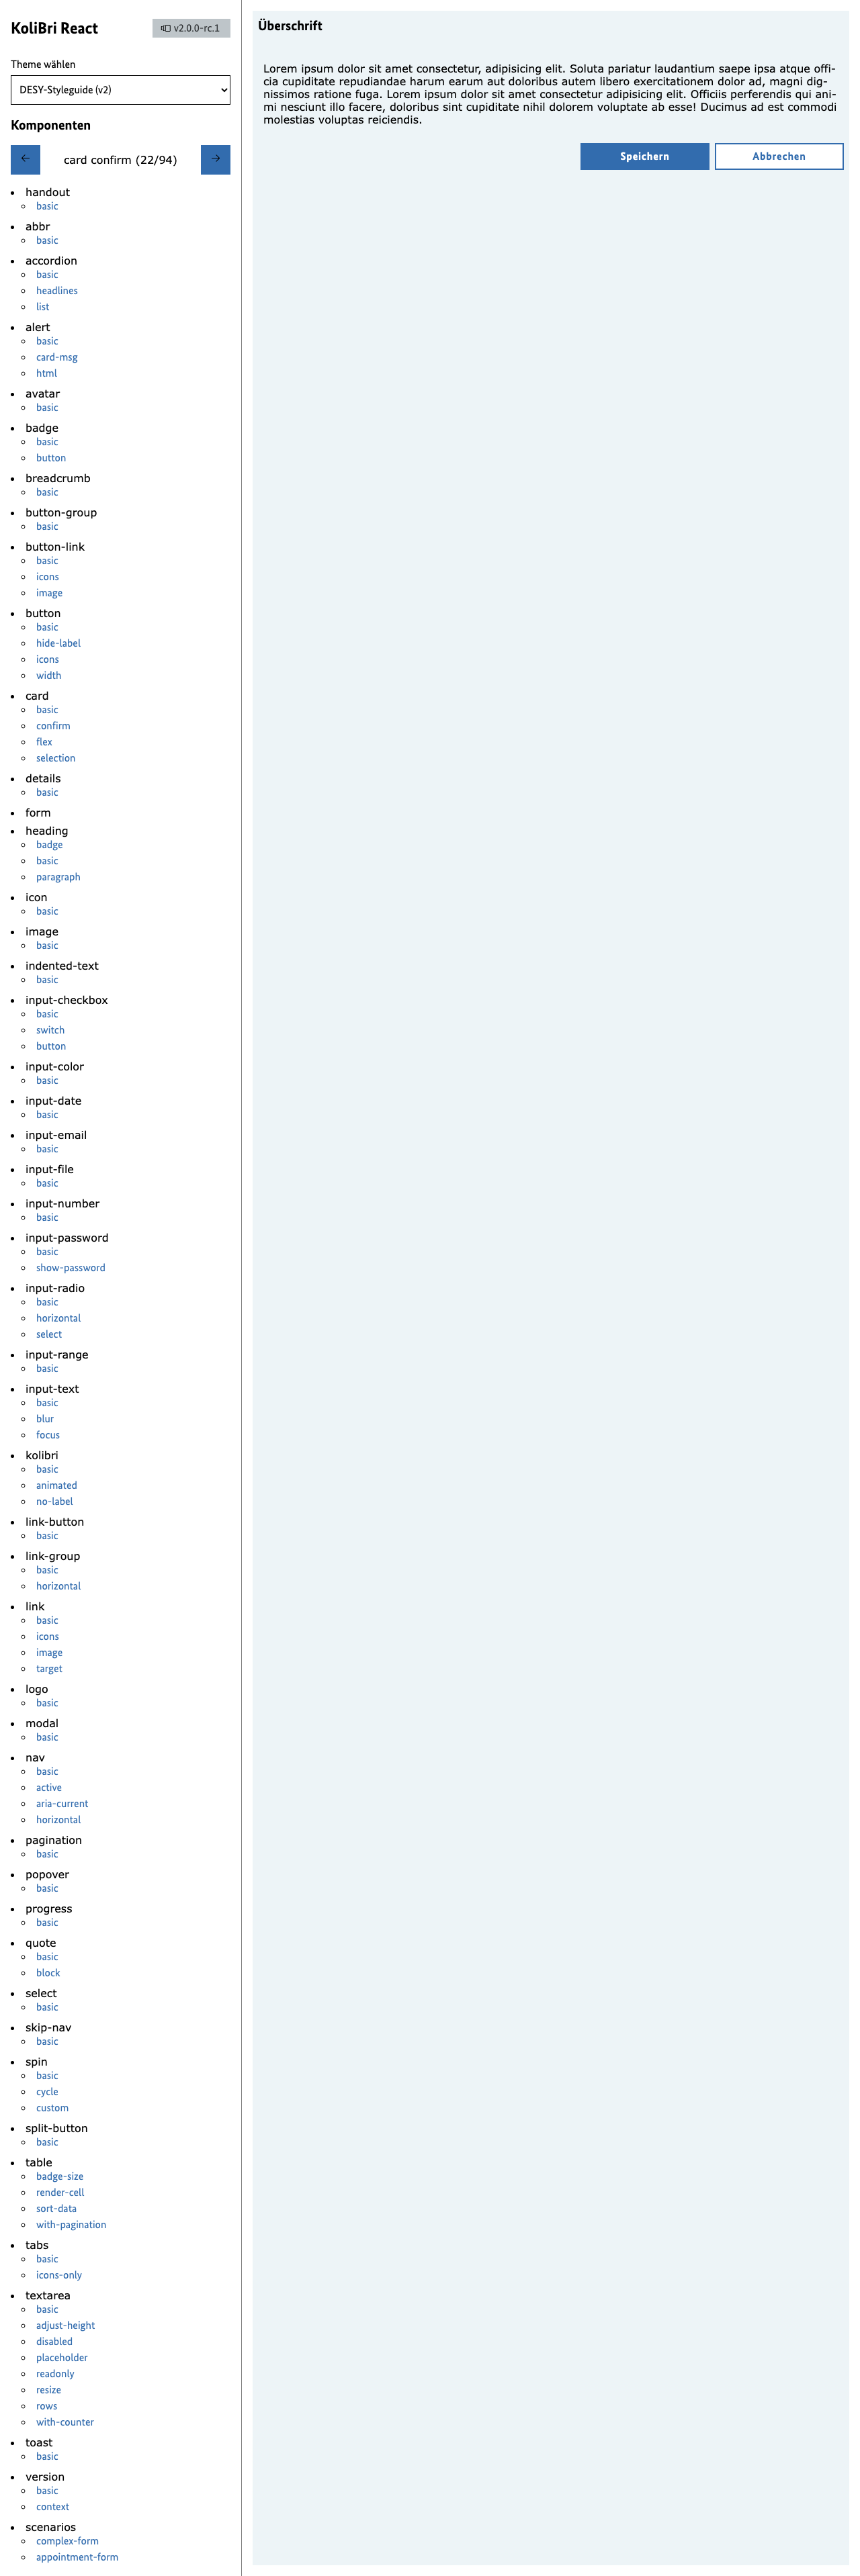 KoliBri React
v2.0.0-rc.1
Theme wählen
DESY-Styleguide (v2)
Komponenten
card confirm (22/94)
handout
basic
abbr
basic
accordion
basic
headlines
list
alert
basic
card-msg
html
avatar
basic
badge
basic
button
breadcrumb
basic
button-group
basic
button-link
basic
icons
image
button
basic
hide-label
icons
width
card
basic
confirm
flex
selection
details
basic
form
heading
badge
basic
paragraph
icon
basic
image
basic
indented-text
basic
input-checkbox
basic
switch
button
input-color
basic
input-date
basic
input-email
basic
input-file
basic
input-number
basic
input-password
basic
show-password
input-radio
basic
horizontal
select
input-range
basic
input-text
basic
blur
focus
kolibri
basic
animated
no-label
link-button
basic
link-group
basic
horizontal
link
basic
icons
image
target
logo
basic
modal
basic
nav
basic
active
aria-current
horizontal
pagination
basic
popover
basic
progress
basic
quote
basic
block
select
basic
skip-nav
basic
spin
basic
cycle
custom
split-button
basic
table
badge-size
render-cell
sort-data
with-pagination
tabs
basic
icons-only
textarea
basic
adjust-height
disabled
placeholder
readonly
resize
rows
with-counter
toast
basic
version
basic
context
scenarios
complex-form
appointment-form
Überschrift
Lorem ipsum dolor sit amet consectetur, adipisicing elit. Soluta pariatur laudantium saepe ipsa atque offi-
cia cupiditate repudiandae harum earum aut doloribus autem libero exercitationem dolor ad, magni dig-
nissimos ratione fuga. Lorem ipsum dolor sit amet consectetur adipisicing elit. Officiis perferendis qui ani-
mi nesciunt illo facere, doloribus sint cupiditate nihil dolorem voluptate ab esse! Ducimus ad est commodi
molestias voluptas reiciendis.
Speichern
Abbrechen